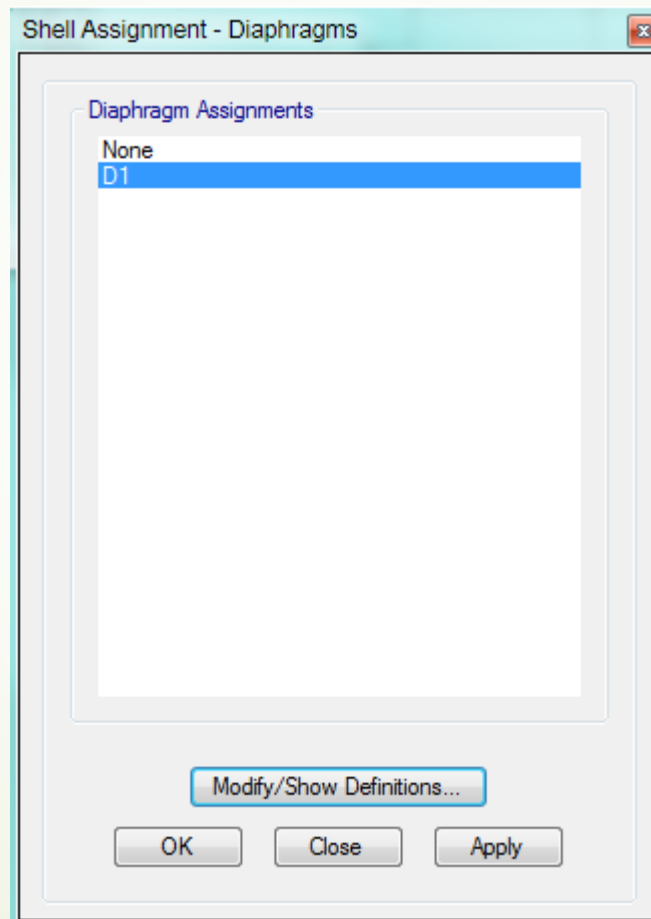 Shell Assignment - Diaphragms
Diaphragm Assignments
None
D1
Modify/Show Definitions...
OK Close Apply